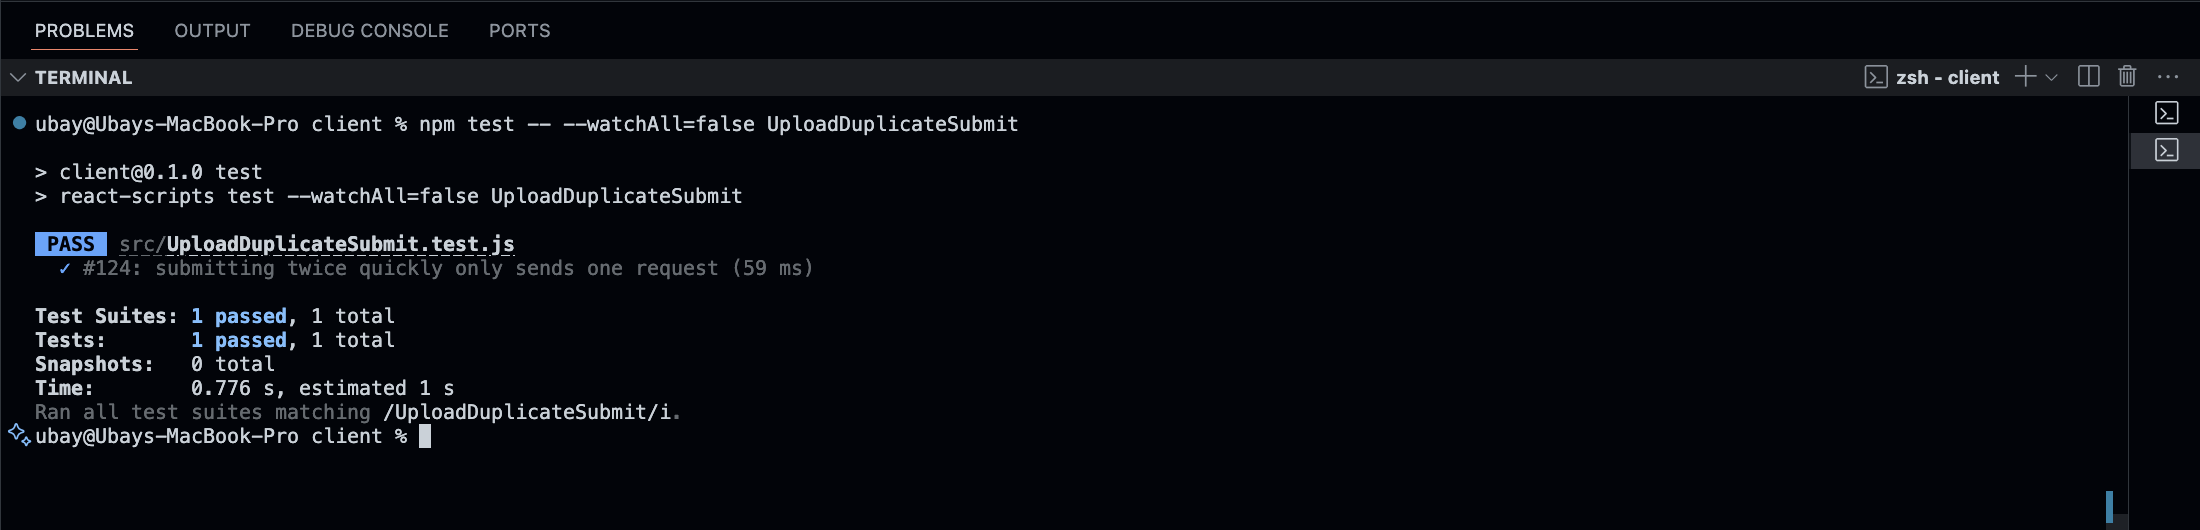 PROBLEMS OUTPUT DEBUG CONSOLE PORTS
TERMINAL zsh - client
ubay@Ubays-MacBook-Pro client % npm test -- --watchAll=false UploadDuplicateSubmit
> client@0.1.0 test
> react-scripts test --watchAll=false UploadDuplicateSubmit
PASS src/UploadDuplicateSubmit.test.js
✓ #124: submitting twice quickly only sends one request (59 ms)
Test Suites: 1 passed, 1 total
Tests: 1 passed, 1 total
Snapshots: 0 total
Time: 0.776 s, estimated 1 s
Ran all test suites matching /UploadDuplicateSubmit/i.
ubay@Ubays-MacBook-Pro client %